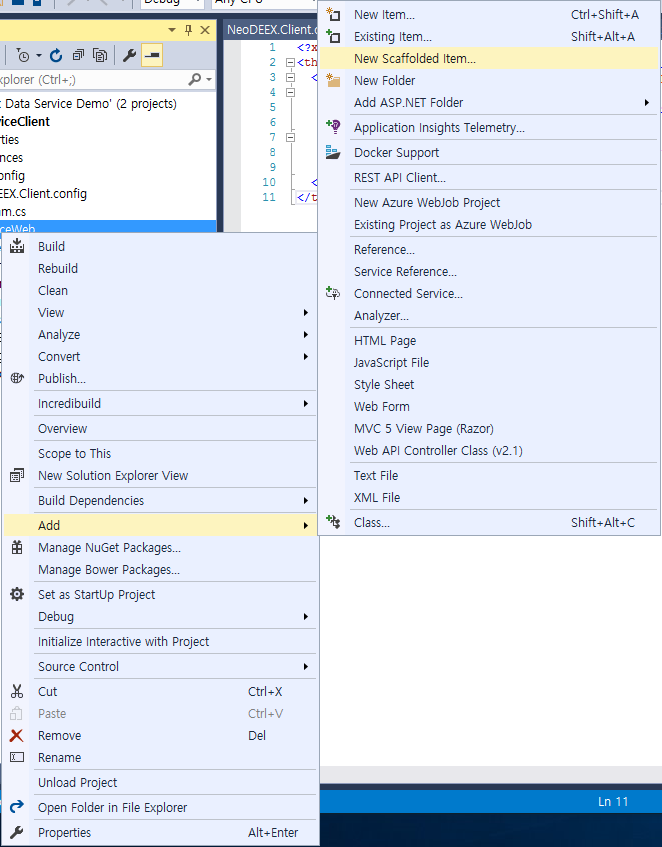 Debug
Any CPU
NeoDEEX.Client.c
xplorer (Ctrl+;)
Data Service Demo' (2 projects)
viceClient
rties
nces
onfig
DEEX.Client.config
am.cs
iceWeb
1 <?x
2 <th
3 <
4
5
6
7
8
9
10 <
11 </t
Build
Rebuild
Clean
View
Analyze
Convert
Publish...
Incredibuild
Overview
Scope to This
New Solution Explorer View
Build Dependencies
Add
Manage NuGet Packages...
Manage Bower Packages...
Set as StartUp Project
Debug
Initialize Interactive with Project
Source Control
Cut Ctrl+X
Paste Ctrl+V
Remove Del
Rename
Unload Project
Open Folder in File Explorer
Properties Alt+Enter
New Item... Ctrl+Shift+A
Existing Item... Shift+Alt+A
New Scaffolded Item...
New Folder
Add ASP.NET Folder
Application Insights Telemetry...
Docker Support
REST API Client...
New Azure WebJob Project
Existing Project as Azure WebJob
Reference...
Service Reference...
Connected Service...
Analyzer...
HTML Page
JavaScript File
Style Sheet
Web Form
MVC 5 View Page (Razor)
Web API Controller Class (v2.1)
Text File
XML File
Class... Shift+Alt+C
Ln 11